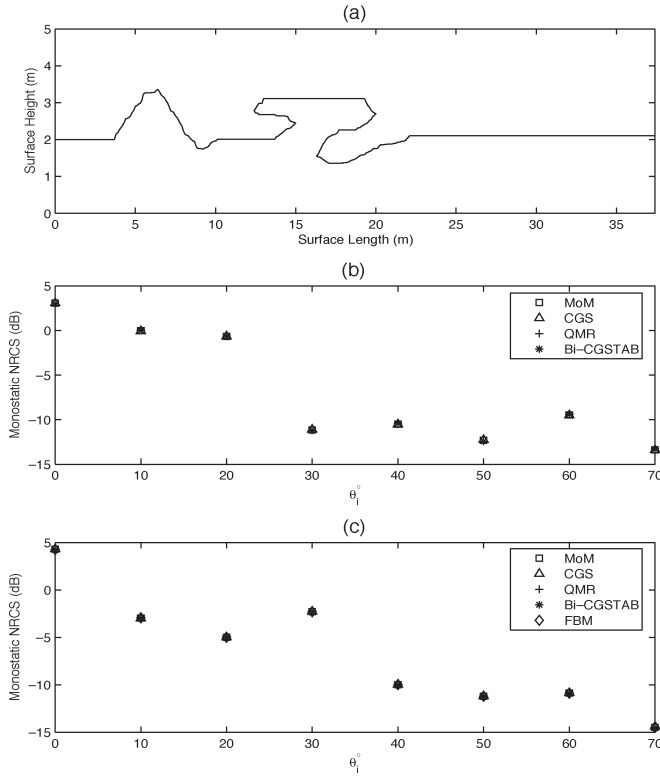 (a)
Surface Height (m)
5
4
3
2
1
0
0 5 10 15 20 25 30 35
Surface Length (m)
(b)
Monostatic NRCS (dB)
5
0
−5
−10
−15
MoM
CGS
QMR
Bi−CGSTAB
0 10 20 30 40 50 60 70
θi°
(c)
Monostatic NRCS (dB)
5
0
−5
−10
−15
MoM
CGS
QMR
Bi−CGSTAB
FBM
0 10 20 30 40 50 60 70
θi°